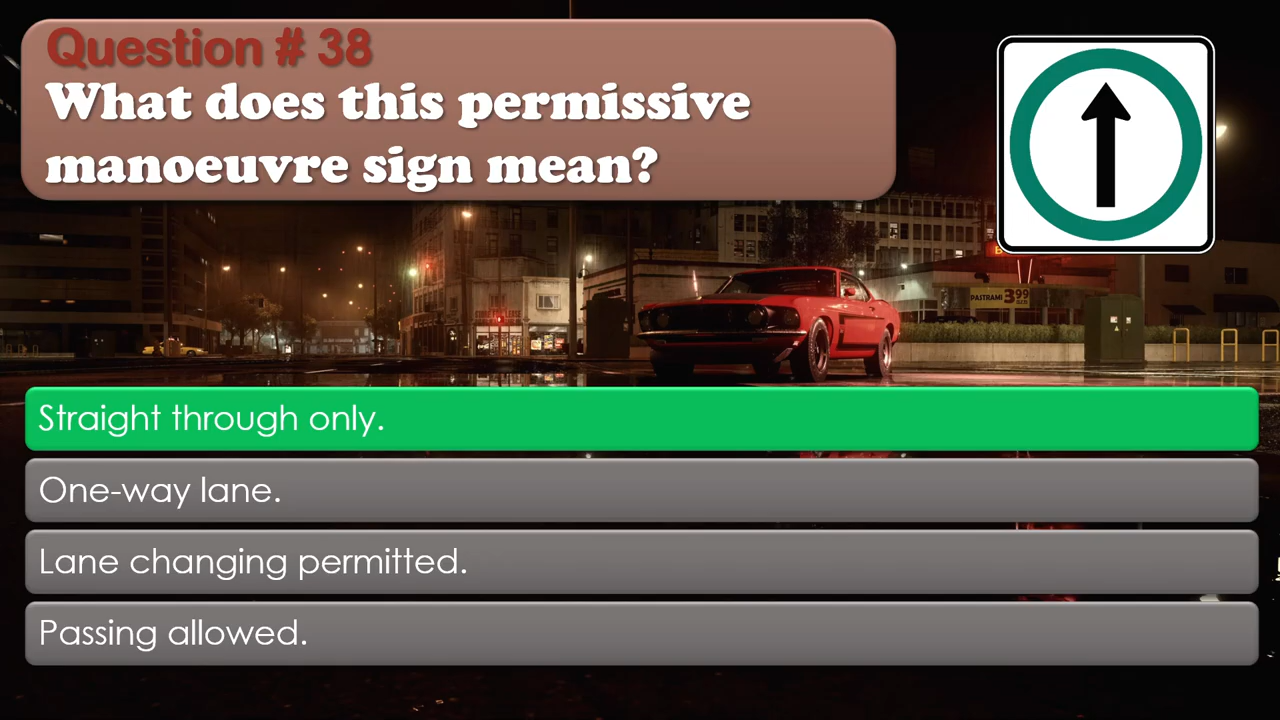 Question # 38
What does this permissive
manoeuvre sign mean?
PASTRAMI 3.99
Straight through only.
One-way lane.
Lane changing permitted.
Passing allowed.